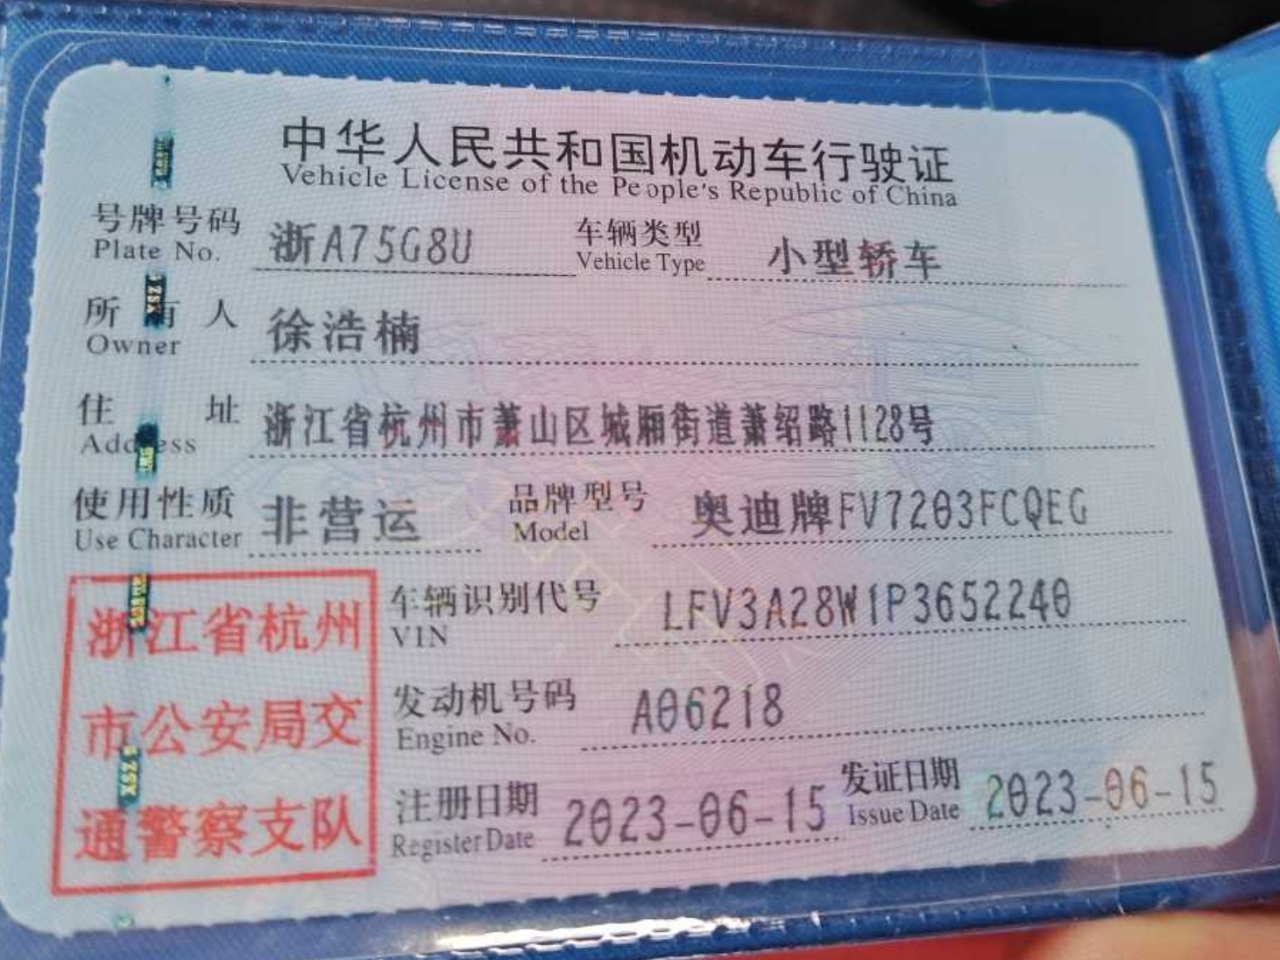 中华人民共和国机动车行驶证
Vehicle License of the People's Republic of China
号牌号码 浙A75G8U 车辆类型 小型轿车
Plate No. Vehicle Type
所有人 徐浩楠
Owner
住址 浙江省杭州市萧山区城厢街道萧绍路1128号
Address
使用性质 非营运 品牌型号 奥迪牌FV7203FCQEG
Use Character Model
车辆识别代号 LFV3A28W1P3652240
VIN
发动机号码 A06218
Engine No.
注册日期 2023-06-15 发证日期 2023-06-15
Register Date Issue Date
浙江省杭州
市公安局交
通警察支队